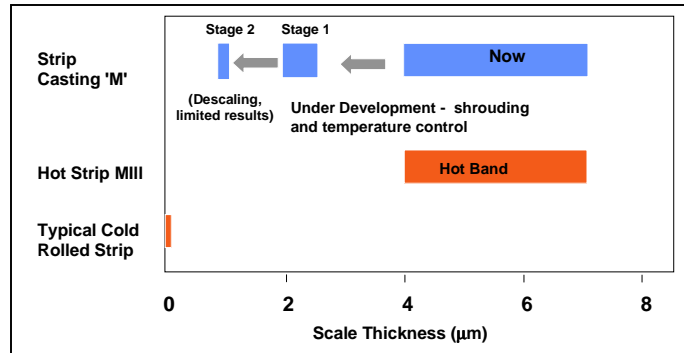 Stage 2
Stage 1
Strip
Casting 'M'
Now
(Descaling,
limited results)
Under Development - shrouding
and temperature control
Hot Strip MIll
Hot Band
Typical Cold
Rolled Strip
0 2 4 6 8
Scale Thickness (µm)